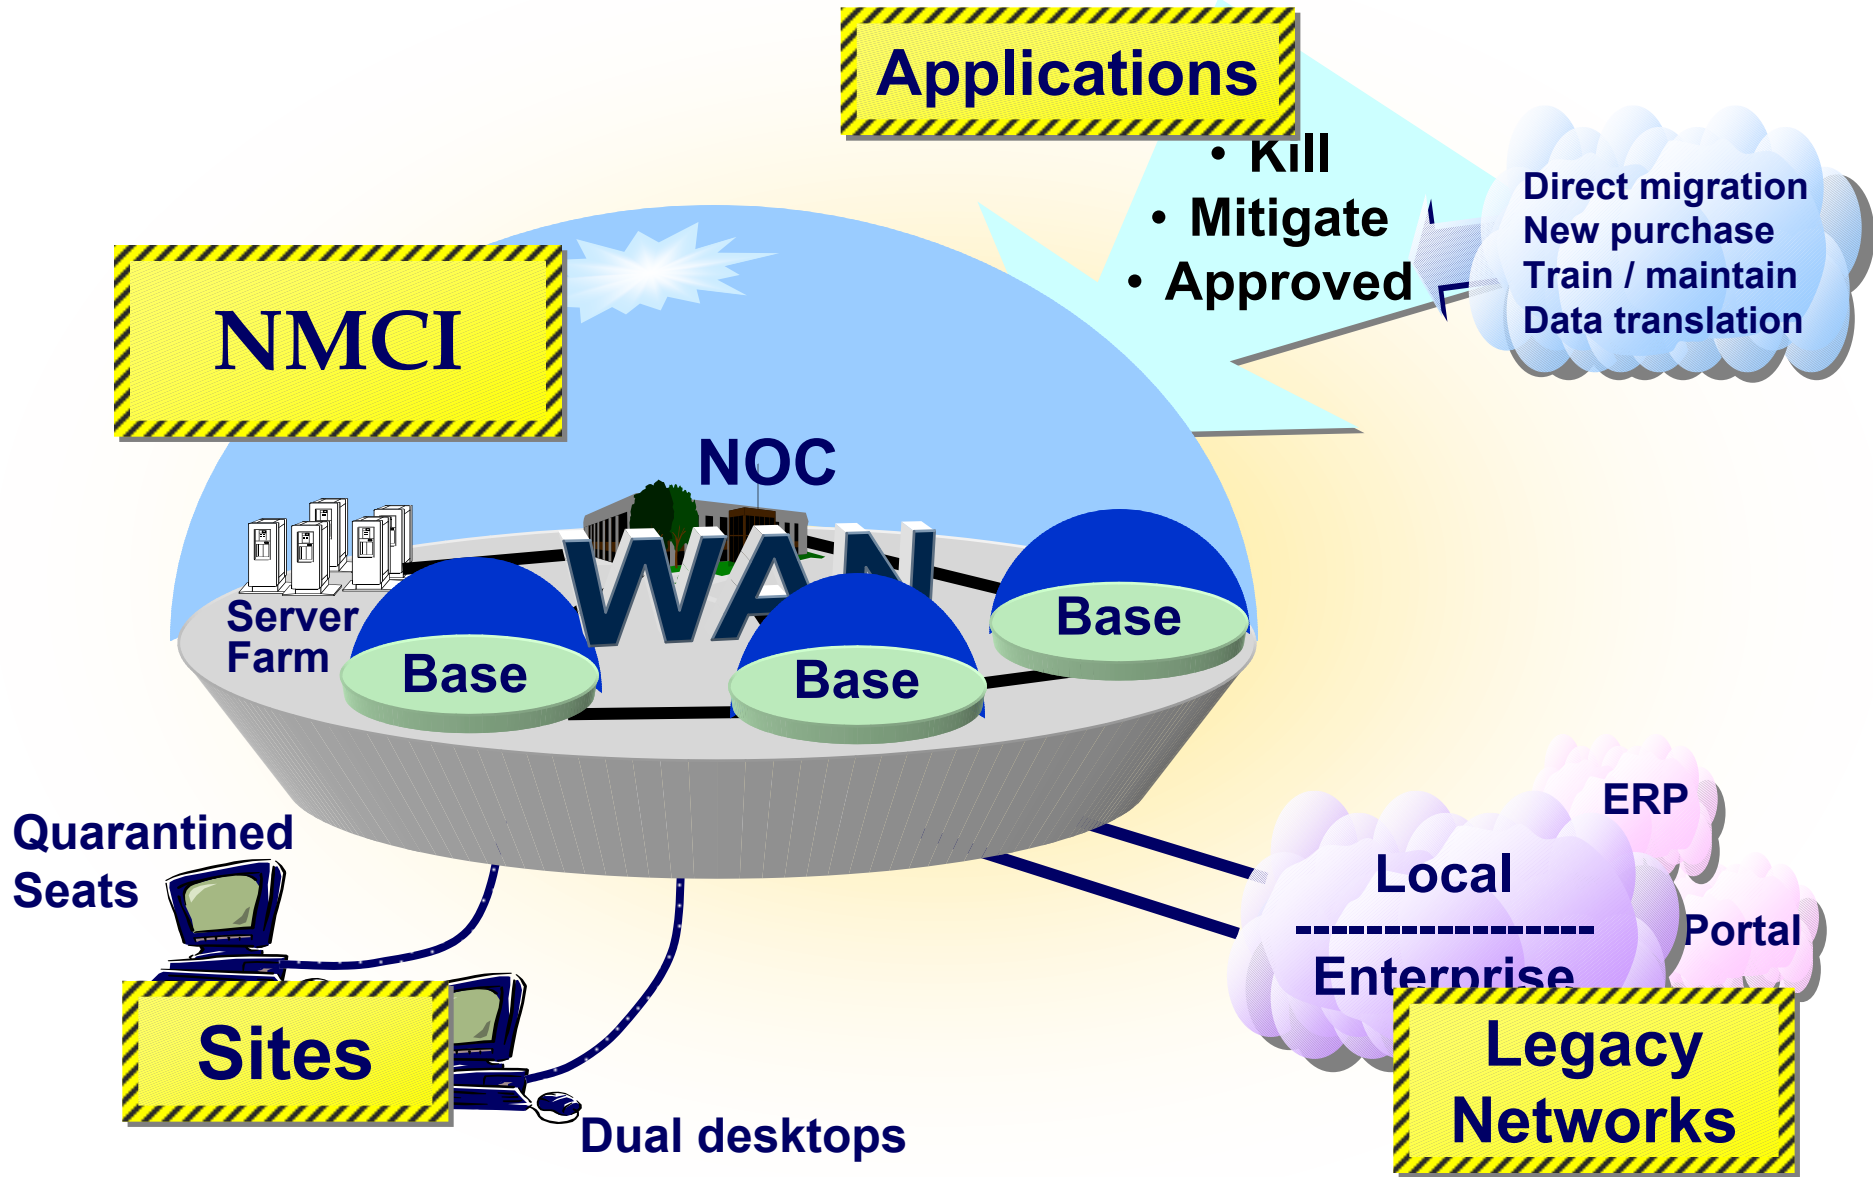 Applications
• Kill
• Mitigate
• Approved
Direct migration
New purchase
Train / maintain
Data translation
NMCI
NOC
WAN
Server
Farm
Base
Base
Base
Quarantined
Seats
Sites
Dual desktops
ERP
Portal
Local
-----------------
Enterprise
Legacy
Networks